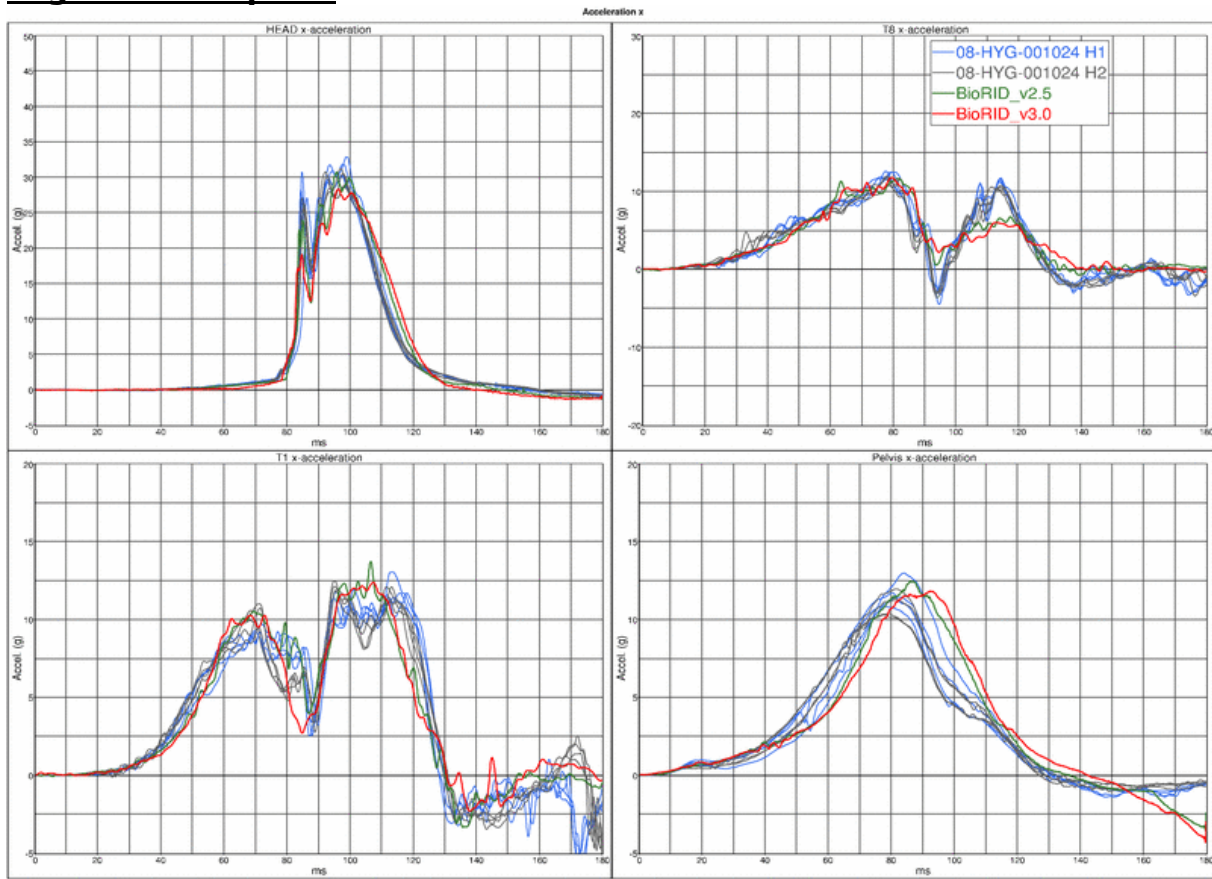 Acceleration x
HEAD x-acceleration
50
45
40
35
30
25
20
15
10
5
0
-5
Accel. (g)
0 20 40 60 80 100 120 140 160 180
ms
T8 x-acceleration
08-HYG-001024 H1
08-HYG-001024 H2
BioRID_v2.5
BioRID_v3.0
30
20
10
0
-10
-20
Accel. (g)
0 20 40 60 80 100 120 140 160 180
ms
T1 x-acceleration
20
15
10
5
0
-5
Accel. (g)
0 20 40 60 80 100 120 140 160 180
ms
Pelvis x-acceleration
20
15
10
5
0
-5
Accel. (g)
0 20 40 60 80 100 120 140 160 180
ms